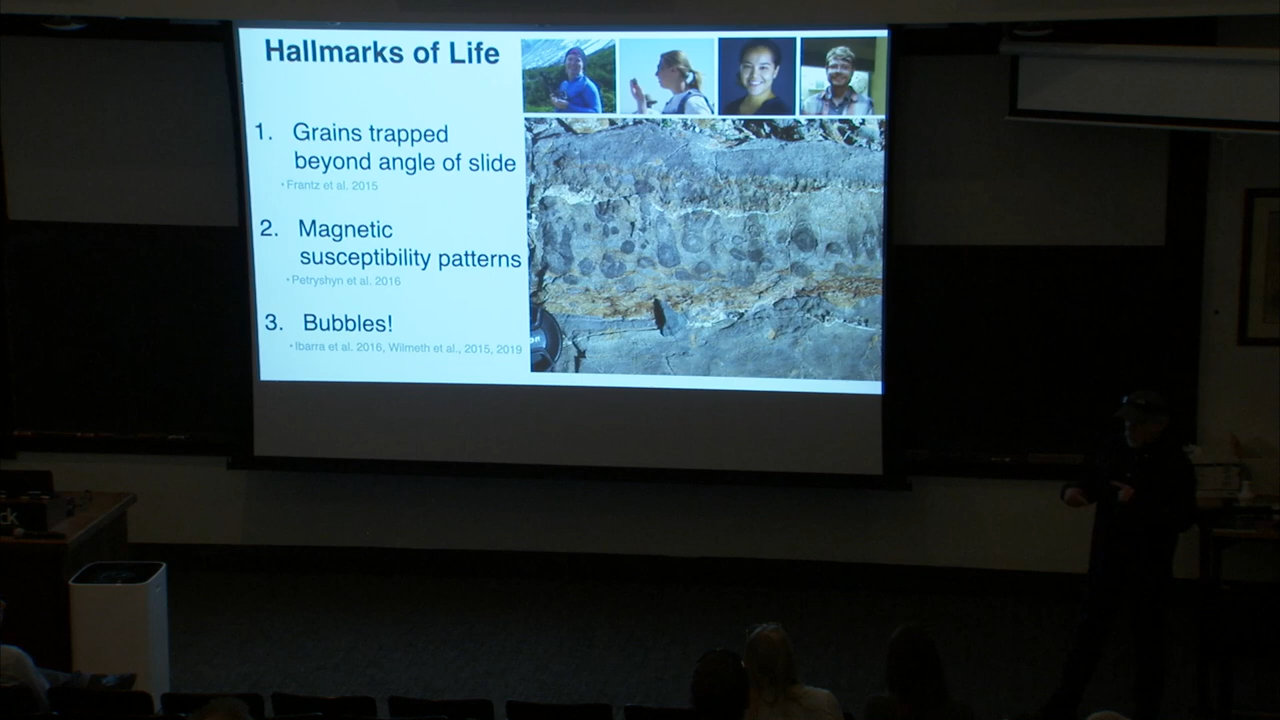 Hallmarks of Life
1. Grains trapped
beyond angle of slide
• Frantz et al. 2015
2. Magnetic
susceptibility patterns
• Petryshyn et al. 2016
3. Bubbles!
• Ibarra et al. 2016, Wilmeth et al., 2015, 2019